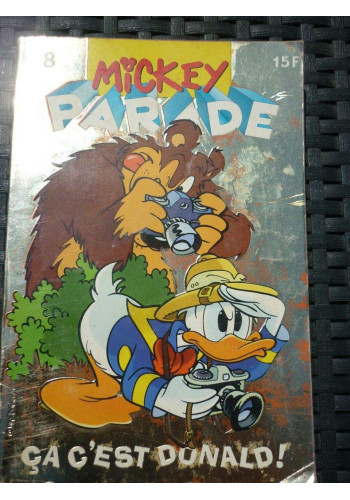 8
MiCKEY
15F
PARADE
ÇA C'EST DONALD!